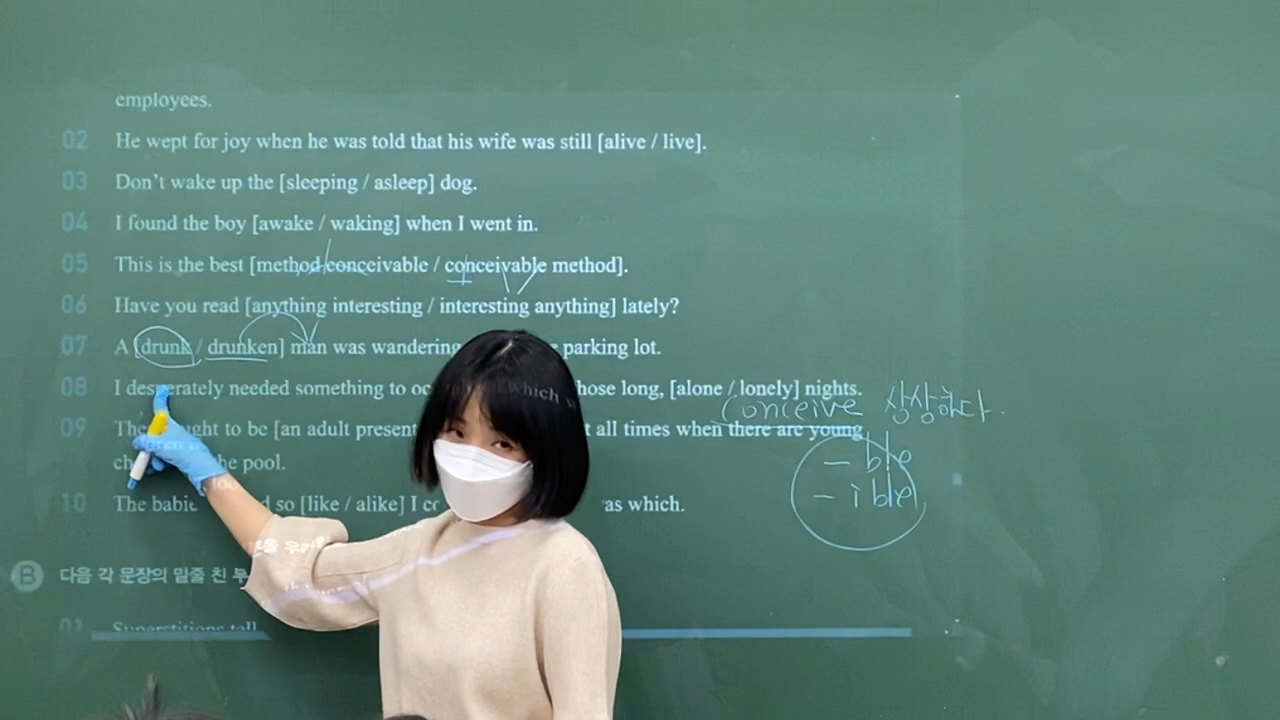 employees.
02 He wept for joy when he was told that his wife was still [alive / live].
03 Don't wake up the [sleeping / asleep] dog.
04 I found the boy [awake / waking] when I went in.
05 This is the best [method conceivable / conceivable method].
06 Have you read [anything interesting / interesting anything] lately?
07 A [drunk / drunken] man was wandering parking lot.
08 I desperately needed something to which hose long, [alone / lonely] nights.
conceive 상상하다.
09 ught to be [an adult present at all times when there are young
he pool.
- ble
- ible
10 The so [like / alike] I as which.
B 다음 각 문장의 밑줄 친
01 Superstitions tell